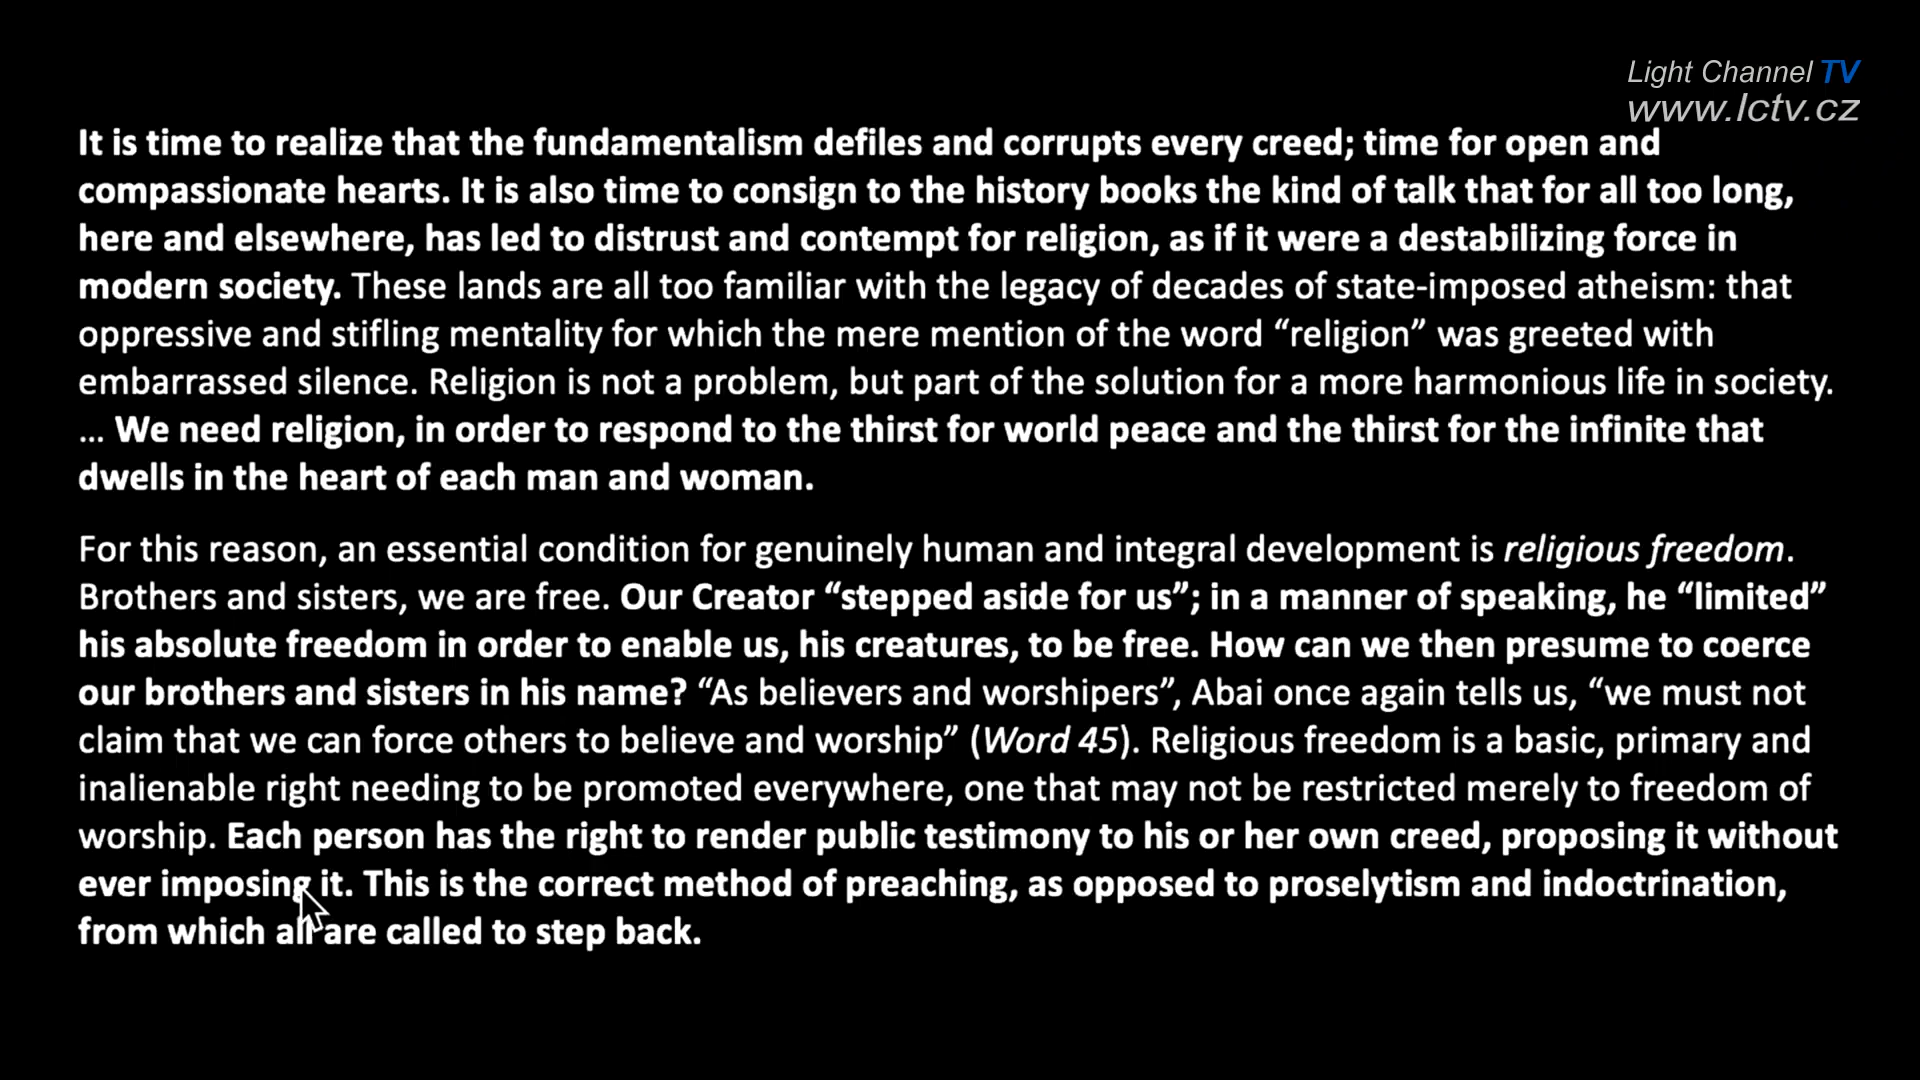 Light Channel TV
www.lctv.cz
It is time to realize that the fundamentalism defiles and corrupts every creed; time for open and
compassionate hearts. It is also time to consign to the history books the kind of talk that for all too long,
here and elsewhere, has led to distrust and contempt for religion, as if it were a destabilizing force in
modern society. These lands are all too familiar with the legacy of decades of state-imposed atheism: that
oppressive and stifling mentality for which the mere mention of the word “religion” was greeted with
embarrassed silence. Religion is not a problem, but part of the solution for a more harmonious life in society.
... We need religion, in order to respond to the thirst for world peace and the thirst for the infinite that
dwells in the heart of each man and woman.
For this reason, an essential condition for genuinely human and integral development is religious freedom.
Brothers and sisters, we are free. Our Creator “stepped aside for us”; in a manner of speaking, he “limited”
his absolute freedom in order to enable us, his creatures, to be free. How can we then presume to coerce
our brothers and sisters in his name? “As believers and worshipers”, Abai once again tells us, “we must not
claim that we can force others to believe and worship” (Word 45). Religious freedom is a basic, primary and
inalienable right needing to be promoted everywhere, one that may not be restricted merely to freedom of
worship. Each person has the right to render public testimony to his or her own creed, proposing it without
ever imposing it. This is the correct method of preaching, as opposed to proselytism and indoctrination,
from which all are called to step back.